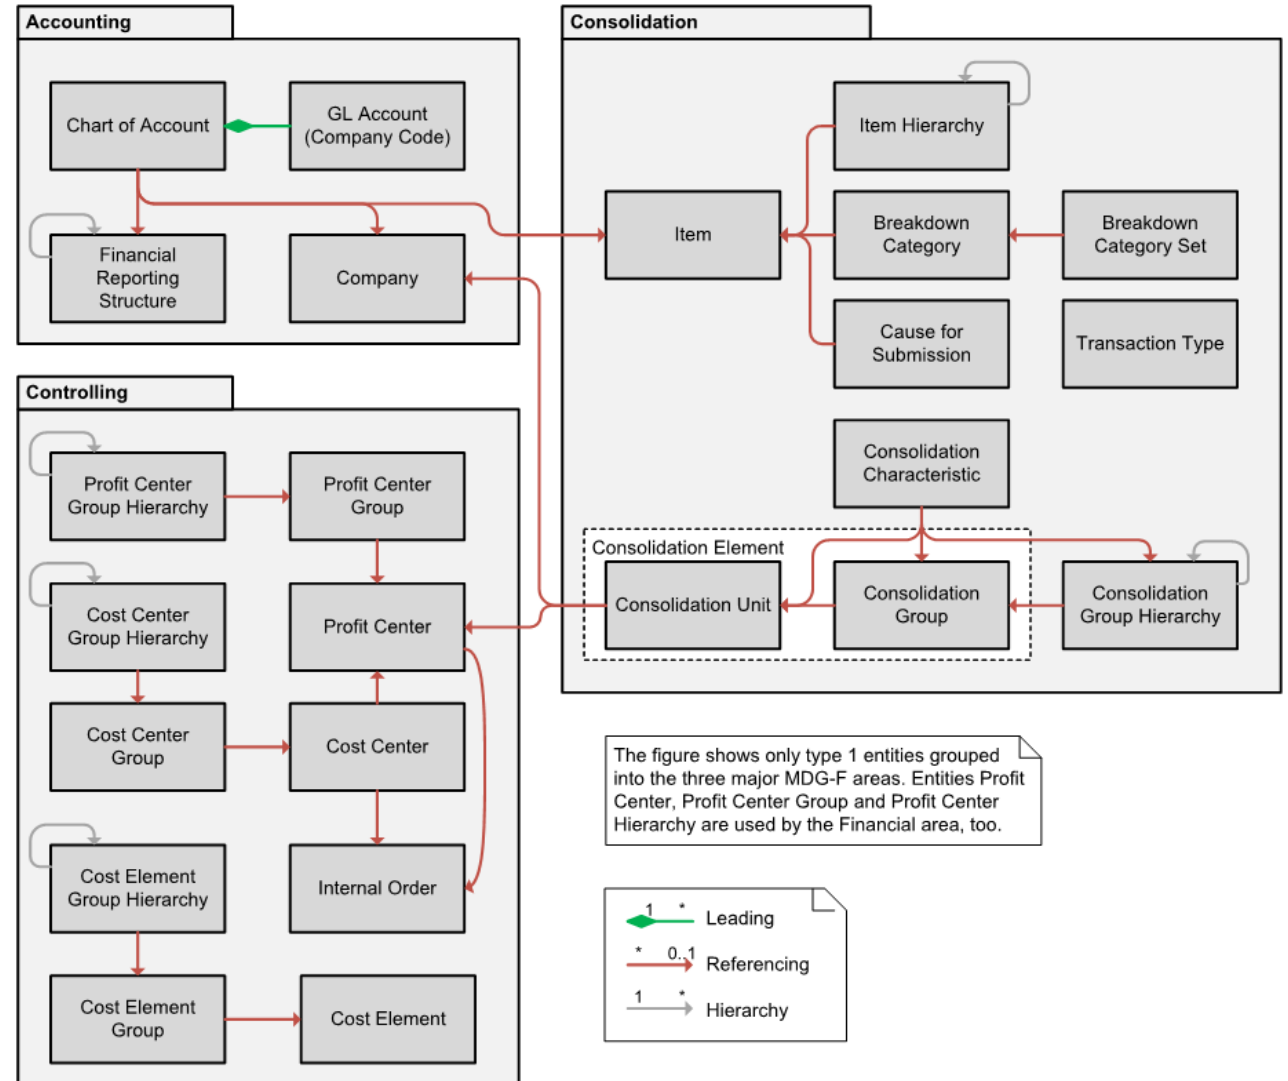 Accounting
Chart of Account
GL Account
(Company Code)
Financial
Reporting
Structure
Company
Controlling
Profit Center
Group Hierarchy
Profit Center
Group
Cost Center
Group Hierarchy
Profit Center
Cost Center
Group
Cost Center
Cost Element
Group Hierarchy
Internal Order
Cost Element
Group
Cost Element
Consolidation
Item Hierarchy
Item
Breakdown
Category
Breakdown
Category Set
Cause for
Submission
Transaction Type
Consolidation
Characteristic
Consolidation Element
Consolidation Unit
Consolidation
Group
Consolidation
Group Hierarchy
The figure shows only type 1 entities grouped
into the three major MDG-F areas. Entities Profit
Center, Profit Center Group and Profit Center
Hierarchy are used by the Financial area, too.
1 * Leading
* 0..1 Referencing
1 * Hierarchy